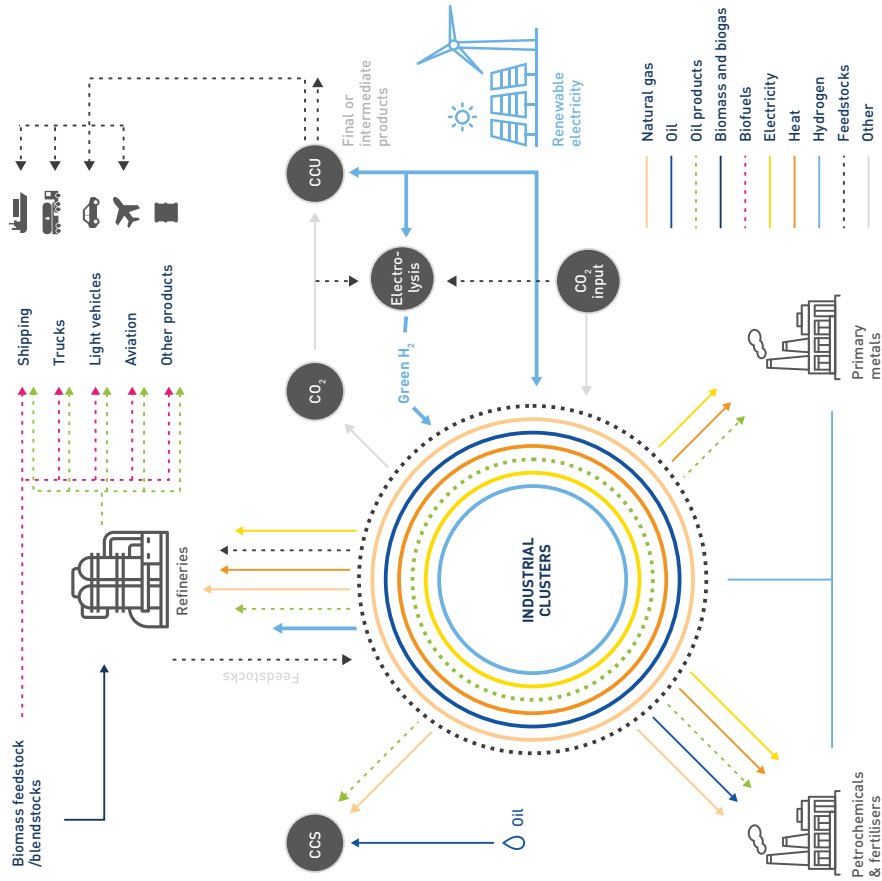 Biomass feedstock
/blendstocks
Refineries
Shipping
Trucks
Light vehicles
Aviation
Other products
Feedstocks
CCS
Oil
CO2
CCU
Final or
intermediate
products
Green H2
Electro-
lysis
CO2
input
Renewable
electricity
INDUSTRIAL
CLUSTERS
Petrochemicals
& fertilisers
Primary
metals
Natural gas
Oil
Oil products
Biomass and biogas
Biofuels
Electricity
Heat
Hydrogen
Feedstocks
Other